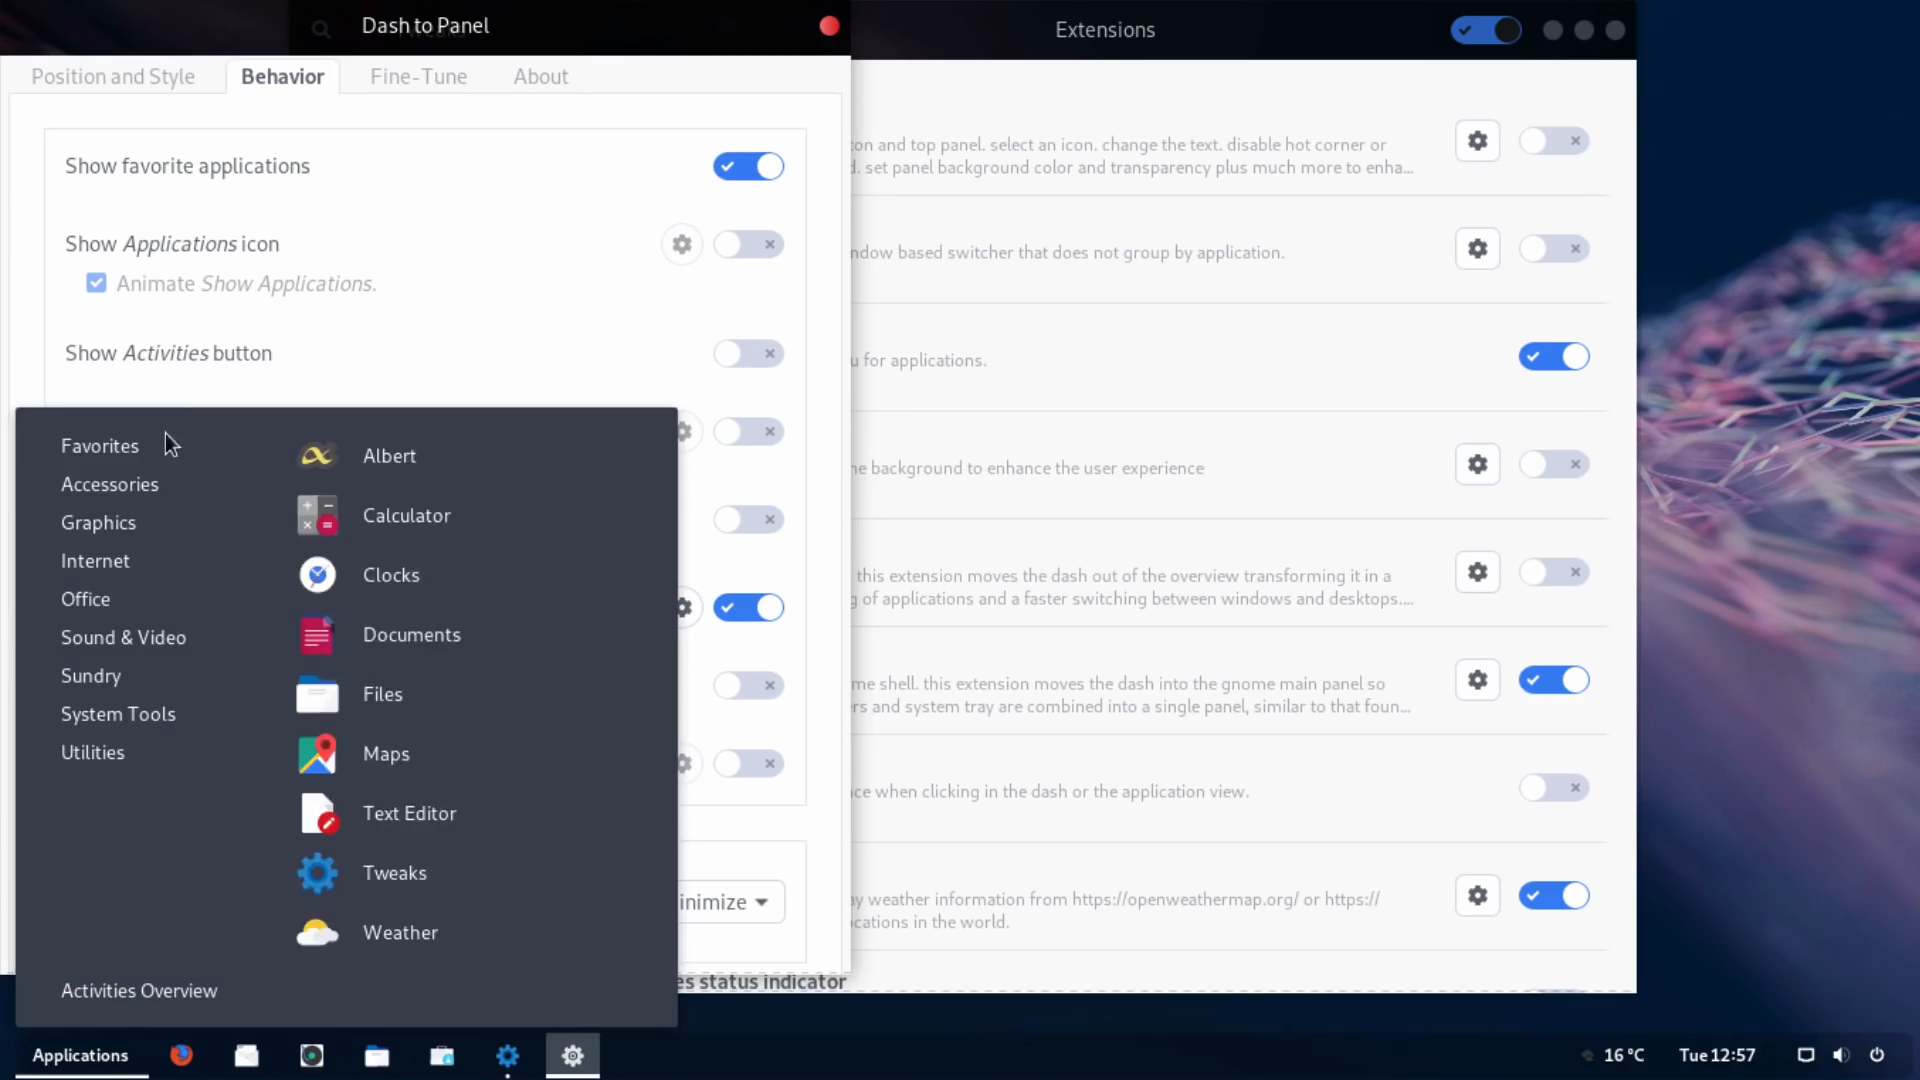 Dash to Panel
Extensions
Position and Style
Behavior
Fine-Tune
About
Show favorite applications
Show Applications icon
Animate Show Applications.
Show Activities button
inimize
on and top panel. select an icon. change the text. disable hot corner or
d. set panel background color and transparency plus much more to enha...
ndow based switcher that does not group by application.
u for applications.
he background to enhance the user experience
this extension moves the dash out of the overview transforming it in a
g of applications and a faster switching between windows and desktops....
me shell. this extension moves the dash into the gnome main panel so
rs and system tray are combined into a single panel, similar to that foun...
ce when clicking in the dash or the application view.
ay weather information from https://openweathermap.org/ or https://
ocations in the world.
es status indicator
Favorites
Accessories
Graphics
Internet
Office
Sound & Video
Sundry
System Tools
Utilities
Albert
Calculator
Clocks
Documents
Files
Maps
Text Editor
Tweaks
Weather
Activities Overview
Applications
16 °C
Tue 12:57